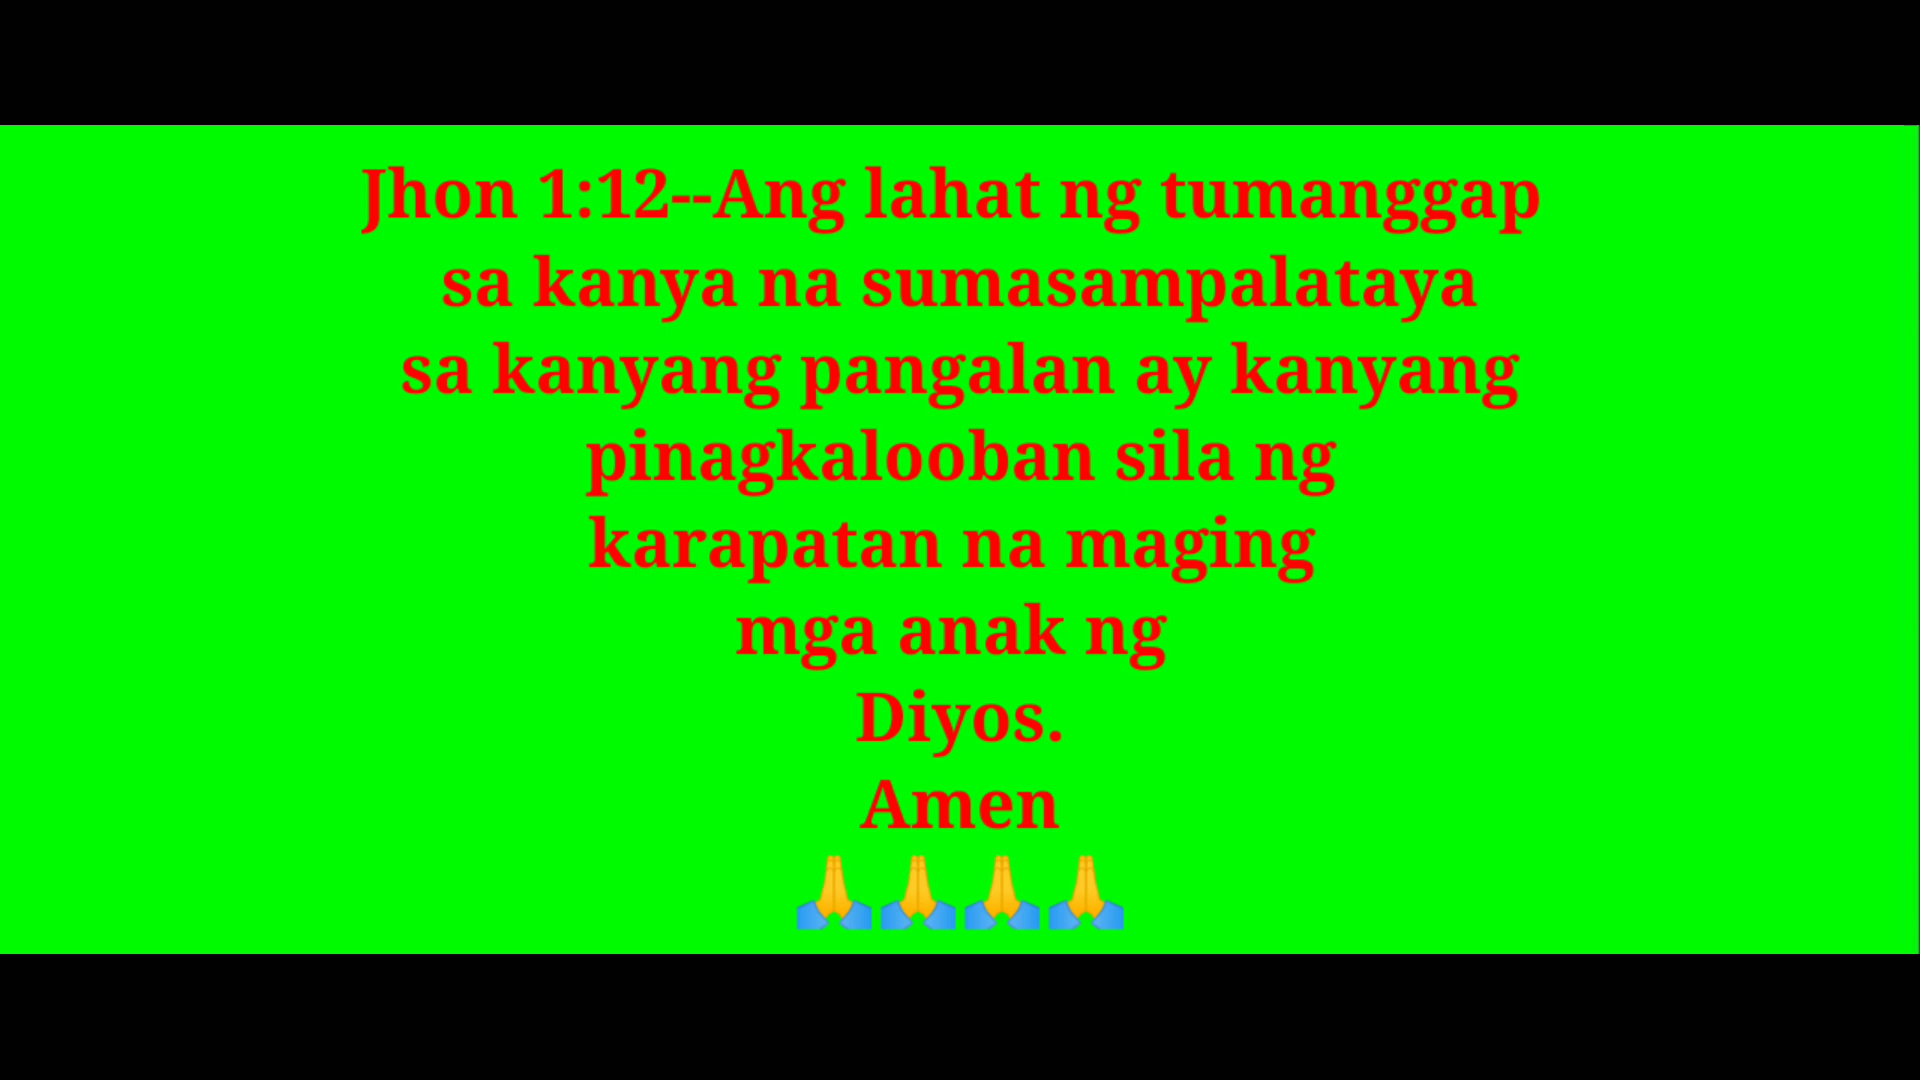 Jhon 1:12--Ang lahat ng tumanggap
sa kanya na sumasampalataya
sa kanyang pangalan ay kanyang
pinagkalooban sila ng
karapatan na maging
mga anak ng
Diyos.
Amen
🙏🙏🙏🙏